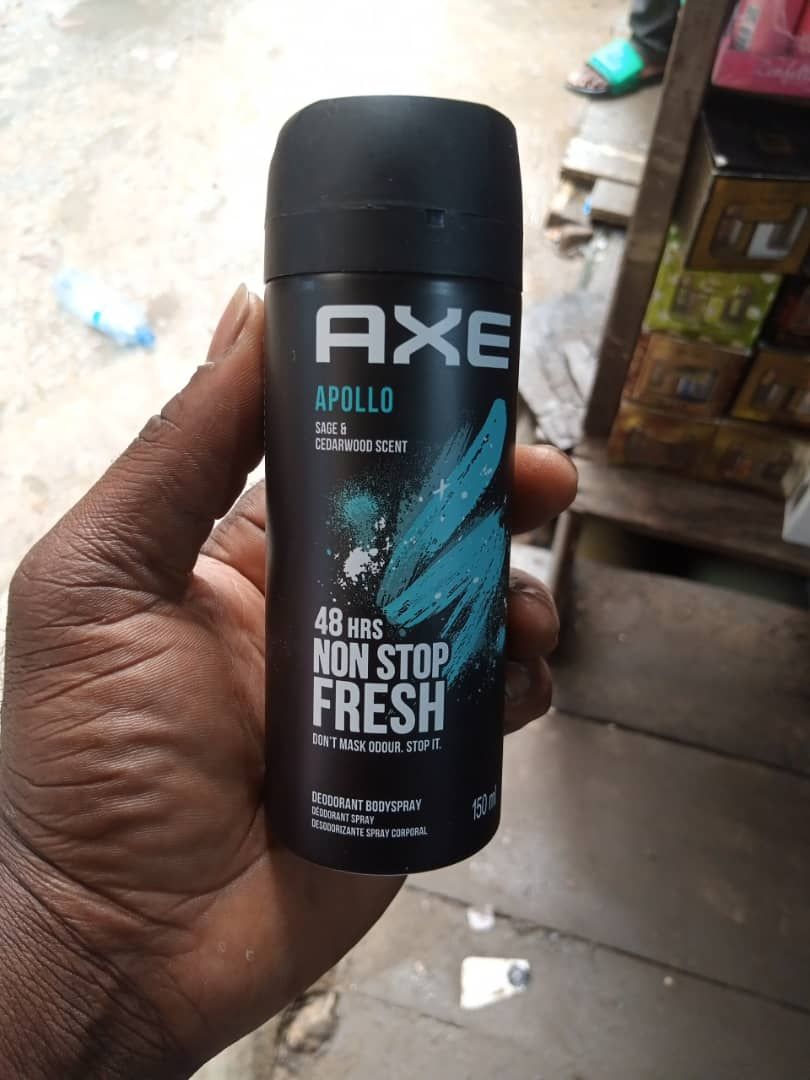 AXE
APOLLO
SAGE &
CEDARWOOD SCENT
48 HRS
NON STOP
FRESH
DON'T MASK ODOUR. STOP IT.
DEODORANT BODYSPRAY
DÉODORANT SPRAY
DESODORIZANTE SPRAY CORPORAL
150 ml